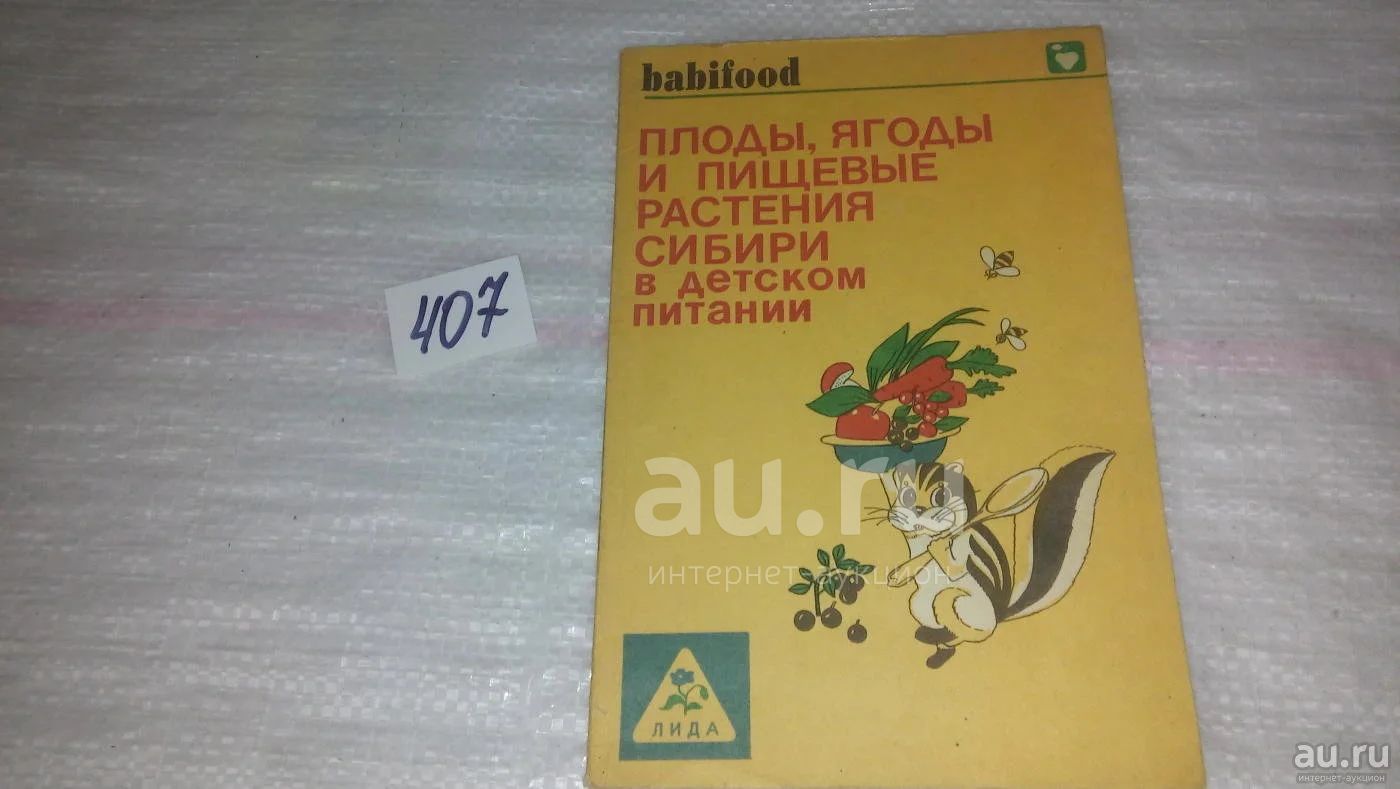 babifood
ПЛОДЫ, ЯГОДЫ
И ПИЩЕВЫЕ
РАСТЕНИЯ
СИБИРИ
в детском
питании
407
au.ru
интернет-аукцион
ЛИДА
au.ru
интернет-аукцион